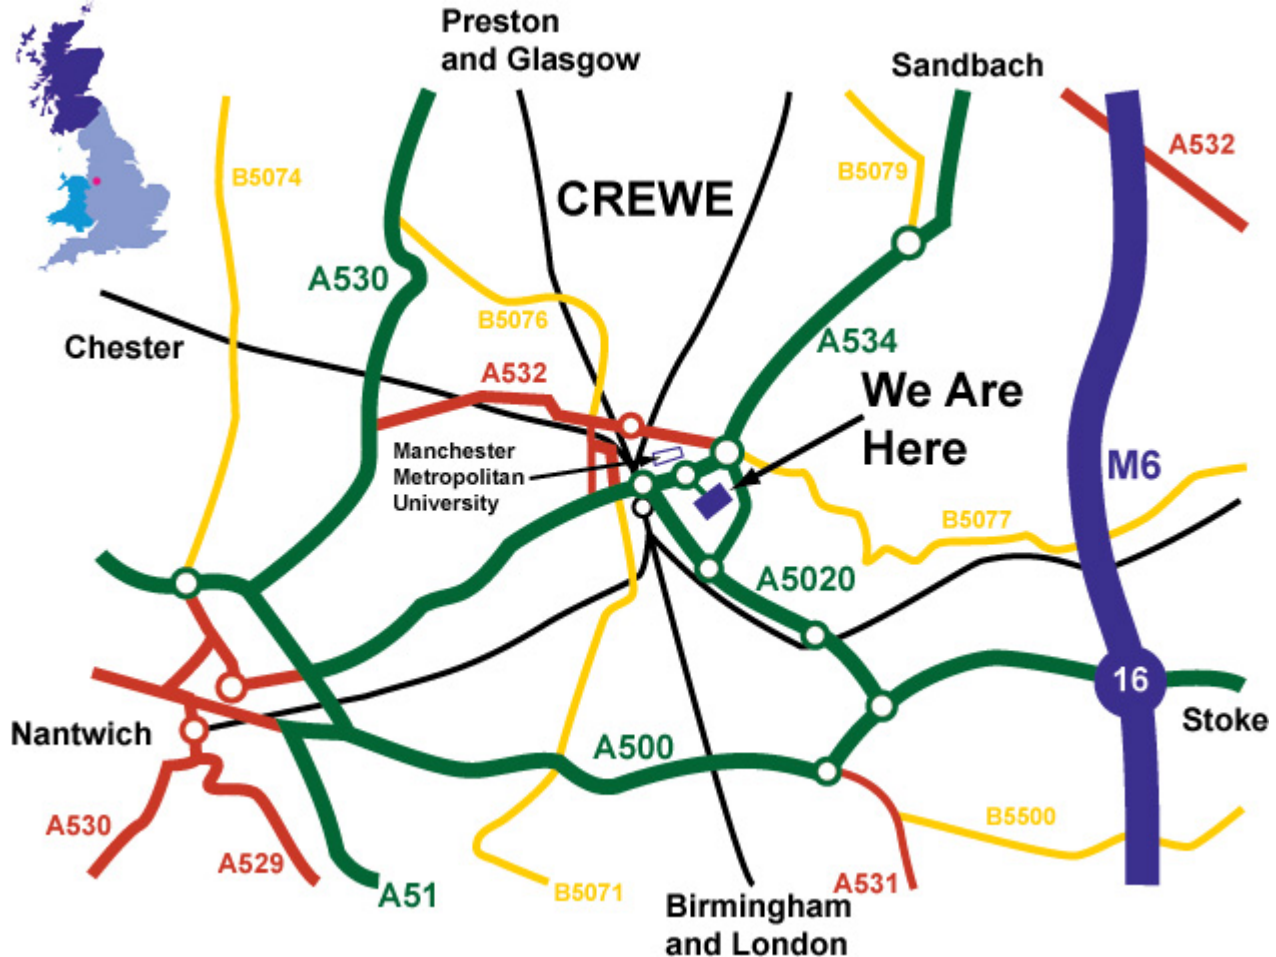 Preston
and Glasgow
Sandbach
A532
B5074
B5079
CREWE
A530
B5076
Chester
A534
A532
We Are
Here
Manchester
Metropolitan
University
M6
B5077
A5020
16
Nantwich
Stoke
A500
A530
B5500
A529
A51
B5071
A531
Birmingham
and London